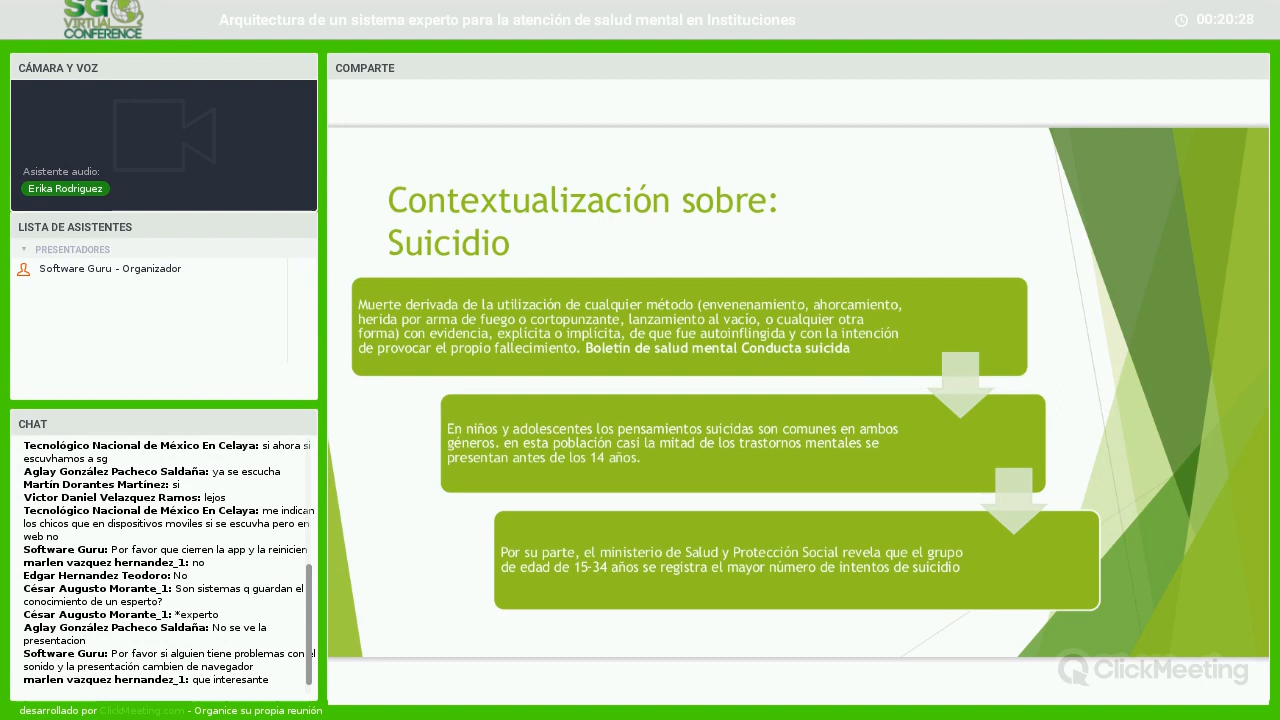 SG
VIRTUAL
CONFERENCE
Arquitectura de un sistema experto para la atención de salud mental en Instituciones
00:20:28
CÁMARA Y VOZ
Asistente audio:
Erika Rodriguez
LISTA DE ASISTENTES
PRESENTADORES
Software Guru - Organizador
CHAT
Tecnológico Nacional de México En Celaya: si ahora si
escuvhamos a sg
Aglay González Pacheco Saldaña: ya se escucha
Martín Dorantes Martínez: si
Victor Daniel Velazquez Ramos: lejos
Tecnológico Nacional de México En Celaya: me indican
los chicos que en dispositivos moviles si se escuvha pero en
web no
Software Guru: Por favor que cierren la app y la reinicien
marlen vazquez hernandez_1: no
Edgar Hernandez Teodoro: No
César Augusto Morante_1: Son sistemas q guardan el
conocimiento de un esperto?
César Augusto Morante_1: *experto
Aglay González Pacheco Saldaña: No se ve la
presentacion
Software Guru: Por favor si alguien tiene problemas con el
sonido y la presentación cambien de navegador
marlen vazquez hernandez_1: que interesante
desarrollado por ClickMeeting.com - Organice su propia reunión
COMPARTE
Contextualización sobre:
Suicidio
Muerte derivada de la utilización de cualquier método (envenenamiento, ahorcamiento,
herida por arma de fuego o cortopunzante, lanzamiento al vacío, o cualquier otra
forma) con evidencia, explícita o implícita, de que fue autoinflingida y con la intención
de provocar el propio fallecimiento. Boletín de salud mental Conducta suicida
En niños y adolescentes los pensamientos suicidas son comunes en ambos
géneros. en esta población casi la mitad de los trastornos mentales se
presentan antes de los 14 años.
Por su parte, el ministerio de Salud y Protección Social revela que el grupo
de edad de 15-34 años se registra el mayor número de intentos de suicidio
ClickMeeting